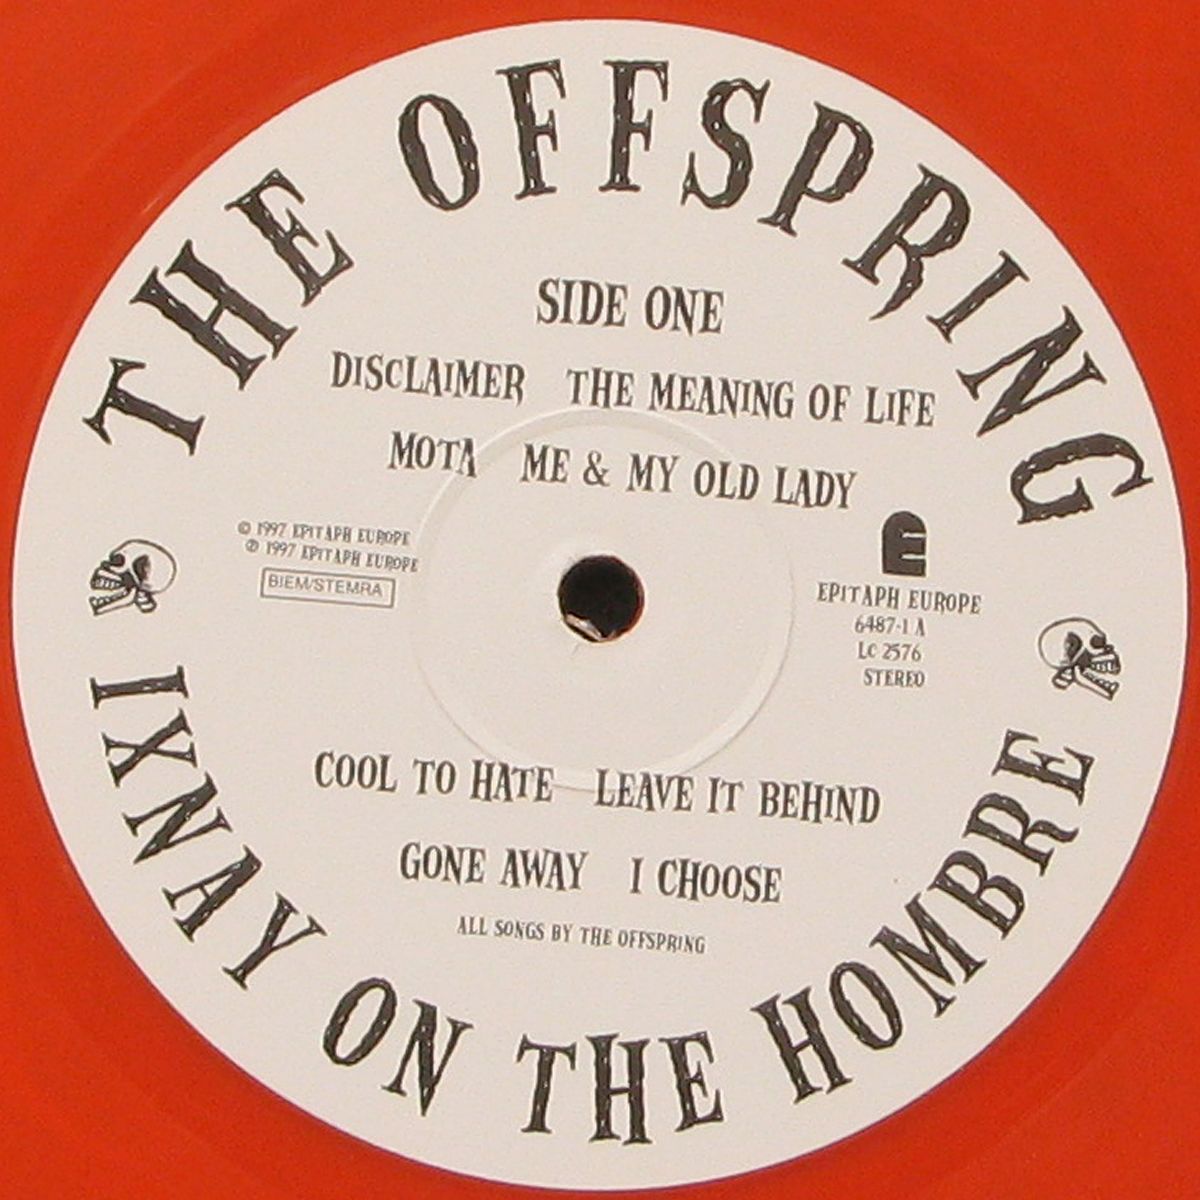 THE OFFSPRING
SIDE ONE
DISCLAIMER THE MEANING OF LIFE
MOTA ME & MY OLD LADY
© 1997 EPITAPH EUROPE
℗ 1997 EPITAPH EUROPE
BIEM/STEMRA
E
EPITAPH EUROPE
6487-1 A
LC 2576
STEREO
COOL TO HATE LEAVE IT BEHIND
GONE AWAY I CHOOSE
ALL SONGS BY THE OFFSPRING
IXNAY ON THE HOMBRE